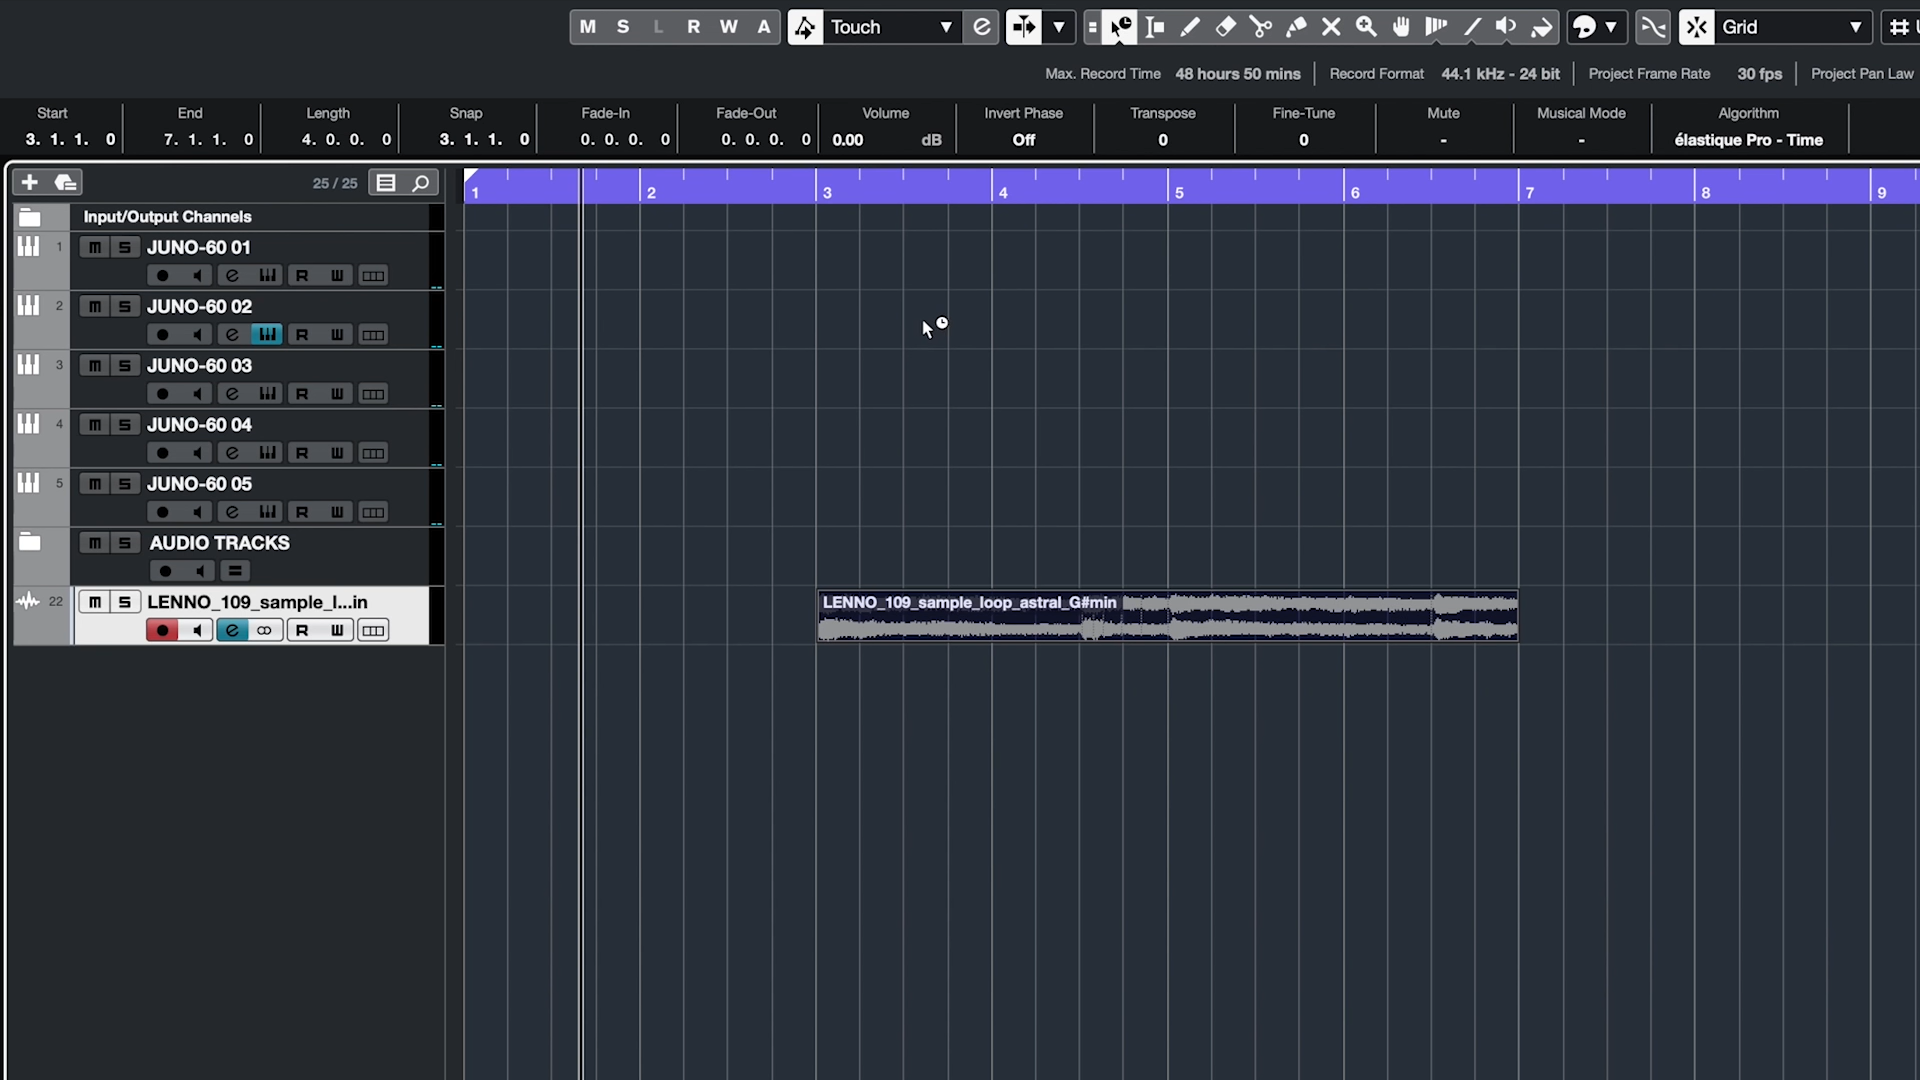 M S L R W A Touch Grid
Max. Record Time 48 hours 50 mins Record Format 44.1 kHz - 24 bit Project Frame Rate 30 fps Project Pan Law
Start End Length Snap Fade-In Fade-Out Volume Invert Phase Transpose Fine-Tune Mute Musical Mode Algorithm
3. 1. 1. 0 7. 1. 1. 0 4. 0. 0. 0 3. 1. 1. 0 0. 0. 0. 0 0. 0. 0. 0 0.00 dB Off 0 0 - - élastique Pro - Time
25 / 25
1 2 3 4 5 6 7 8 9
Input/Output Channels
1 m S JUNO-60 01
e R W
2 m S JUNO-60 02
e R W
3 m S JUNO-60 03
e R W
4 m S JUNO-60 04
e R W
5 m S JUNO-60 05
e R W
m S AUDIO TRACKS
22 m S LENNO_109_sample_l...in
e R W
LENNO_109_sample_loop_astral_G#min